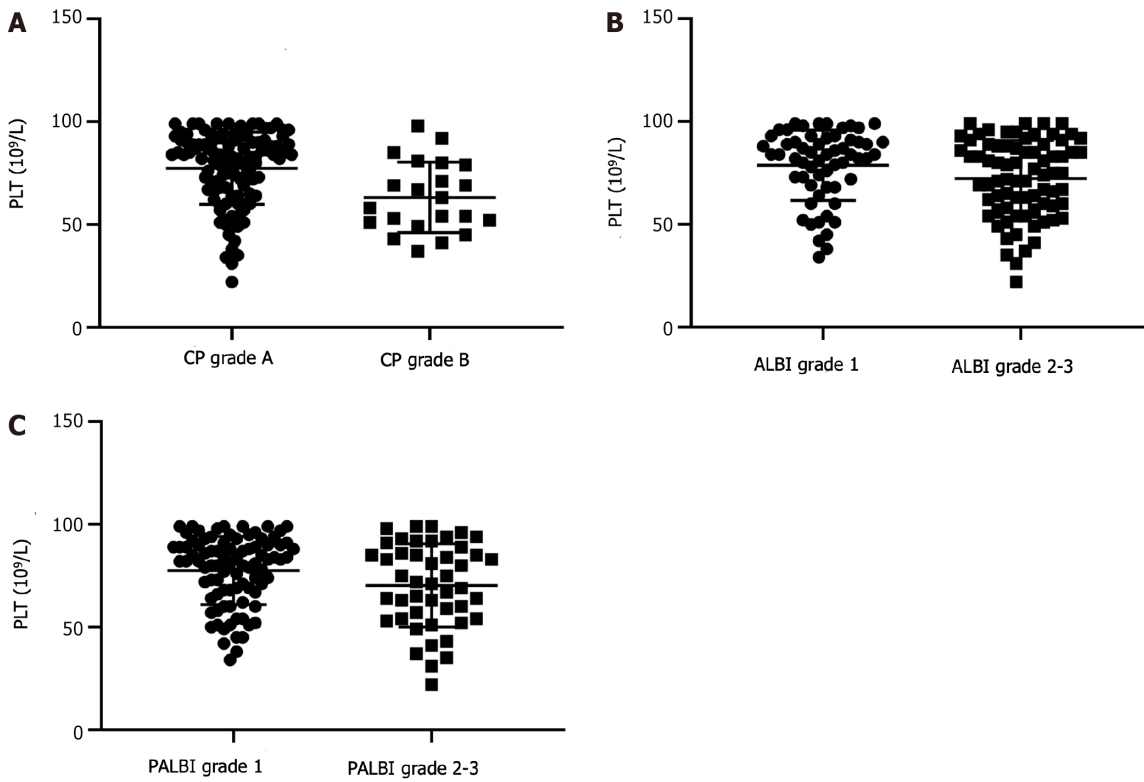 A
150
100
50
0
PLT (10⁹/L)
CP grade A
CP grade B
B
150
100
50
0
PLT (10⁹/L)
ALBI grade 1
ALBI grade 2-3
C
150
100
50
0
PLT (10⁹/L)
PALBI grade 1
PALBI grade 2-3